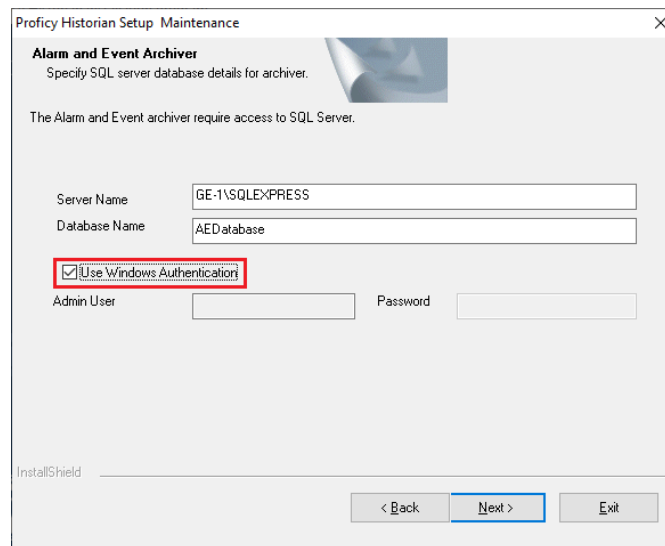 Proficy Historian Setup  Maintenance
Alarm and Event Archiver
Specify SQL server database details for archiver.
The Alarm and Event archiver require access to SQL Server.
Server Name
GE-1\SQLEXPRESS
Database Name
AEDatabase
Use Windows Authentication
Admin User
Password
InstallShield
< Back
Next >
Exit